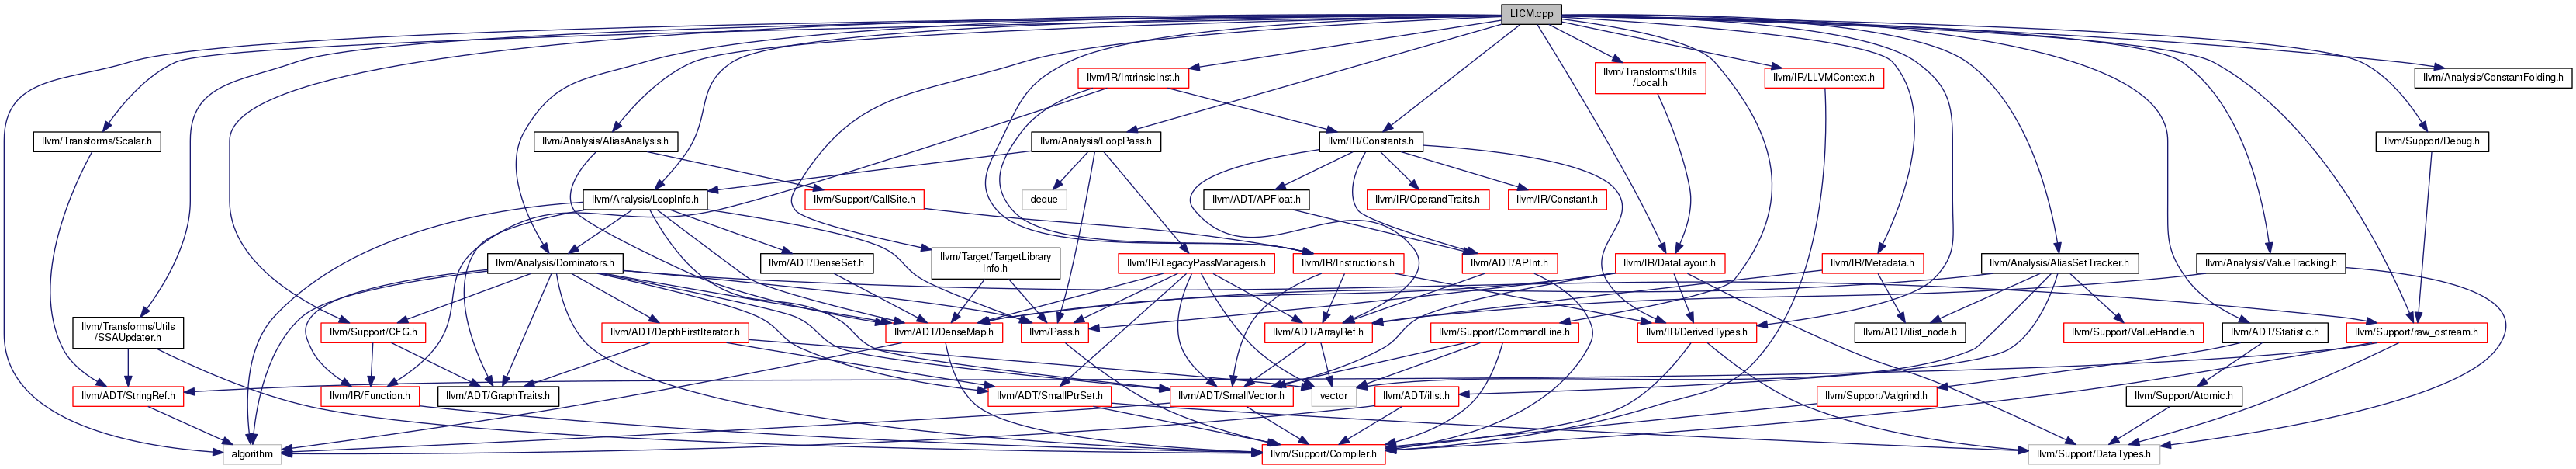 LICM.cpp
llvm/IR/IntrinsicInst.h
llvm/Transforms/Utils
/Local.h
llvm/IR/LLVMContext.h
llvm/Analysis/ConstantFolding.h
llvm/Transforms/Scalar.h
llvm/Analysis/AliasAnalysis.h
llvm/Analysis/LoopPass.h
llvm/IR/Constants.h
llvm/Support/Debug.h
llvm/Analysis/LoopInfo.h
llvm/Support/CallSite.h
deque
llvm/ADT/APFloat.h
llvm/IR/OperandTraits.h
llvm/IR/Constant.h
llvm/Analysis/Dominators.h
llvm/ADT/DenseSet.h
llvm/Target/TargetLibrary
Info.h
llvm/IR/LegacyPassManagers.h
llvm/IR/Instructions.h
llvm/ADT/APInt.h
llvm/IR/DataLayout.h
llvm/IR/Metadata.h
llvm/Analysis/AliasSetTracker.h
llvm/Analysis/ValueTracking.h
llvm/Transforms/Utils
/SSAUpdater.h
llvm/Support/CFG.h
llvm/ADT/DepthFirstIterator.h
llvm/ADT/DenseMap.h
llvm/Pass.h
llvm/ADT/ArrayRef.h
llvm/Support/CommandLine.h
llvm/IR/DerivedTypes.h
llvm/ADT/ilist_node.h
llvm/Support/ValueHandle.h
llvm/ADT/Statistic.h
llvm/Support/raw_ostream.h
llvm/ADT/StringRef.h
llvm/IR/Function.h
llvm/ADT/GraphTraits.h
llvm/ADT/SmallPtrSet.h
llvm/ADT/SmallVector.h
vector
llvm/ADT/ilist.h
llvm/Support/Valgrind.h
llvm/Support/Atomic.h
algorithm
llvm/Support/Compiler.h
llvm/Support/DataTypes.h